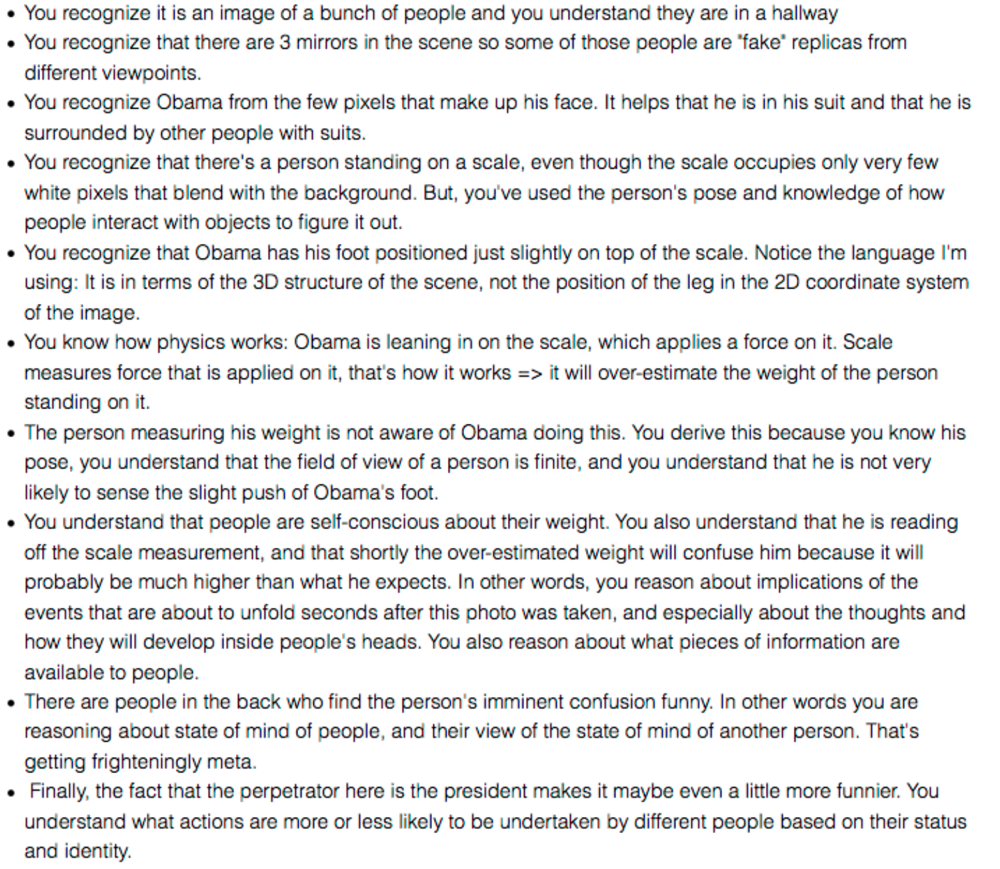 • You recognize it is an image of a bunch of people and you understand they are in a hallway
• You recognize that there are 3 mirrors in the scene so some of those people are "fake" replicas from
different viewpoints.
• You recognize Obama from the few pixels that make up his face. It helps that he is in his suit and that he is
surrounded by other people with suits.
• You recognize that there's a person standing on a scale, even though the scale occupies only very few
white pixels that blend with the background. But, you've used the person's pose and knowledge of how
people interact with objects to figure it out.
• You recognize that Obama has his foot positioned just slightly on top of the scale. Notice the language I'm
using: It is in terms of the 3D structure of the scene, not the position of the leg in the 2D coordinate system
of the image.
• You know how physics works: Obama is leaning in on the scale, which applies a force on it. Scale
measures force that is applied on it, that's how it works => it will over-estimate the weight of the person
standing on it.
• The person measuring his weight is not aware of Obama doing this. You derive this because you know his
pose, you understand that the field of view of a person is finite, and you understand that he is not very
likely to sense the slight push of Obama's foot.
• You understand that people are self-conscious about their weight. You also understand that he is reading
off the scale measurement, and that shortly the over-estimated weight will confuse him because it will
probably be much higher than what he expects. In other words, you reason about implications of the
events that are about to unfold seconds after this photo was taken, and especially about the thoughts and
how they will develop inside people's heads. You also reason about what pieces of information are
available to people.
• There are people in the back who find the person's imminent confusion funny. In other words you are
reasoning about state of mind of people, and their view of the state of mind of another person. That's
getting frighteningly meta.
• Finally, the fact that the perpetrator here is the president makes it maybe even a little more funnier. You
understand what actions are more or less likely to be undertaken by different people based on their status
and identity.